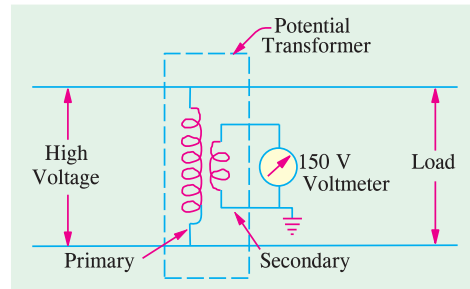 Potential
Transformer
High
Voltage
150 V
Voltmeter
Load
Primary
Secondary